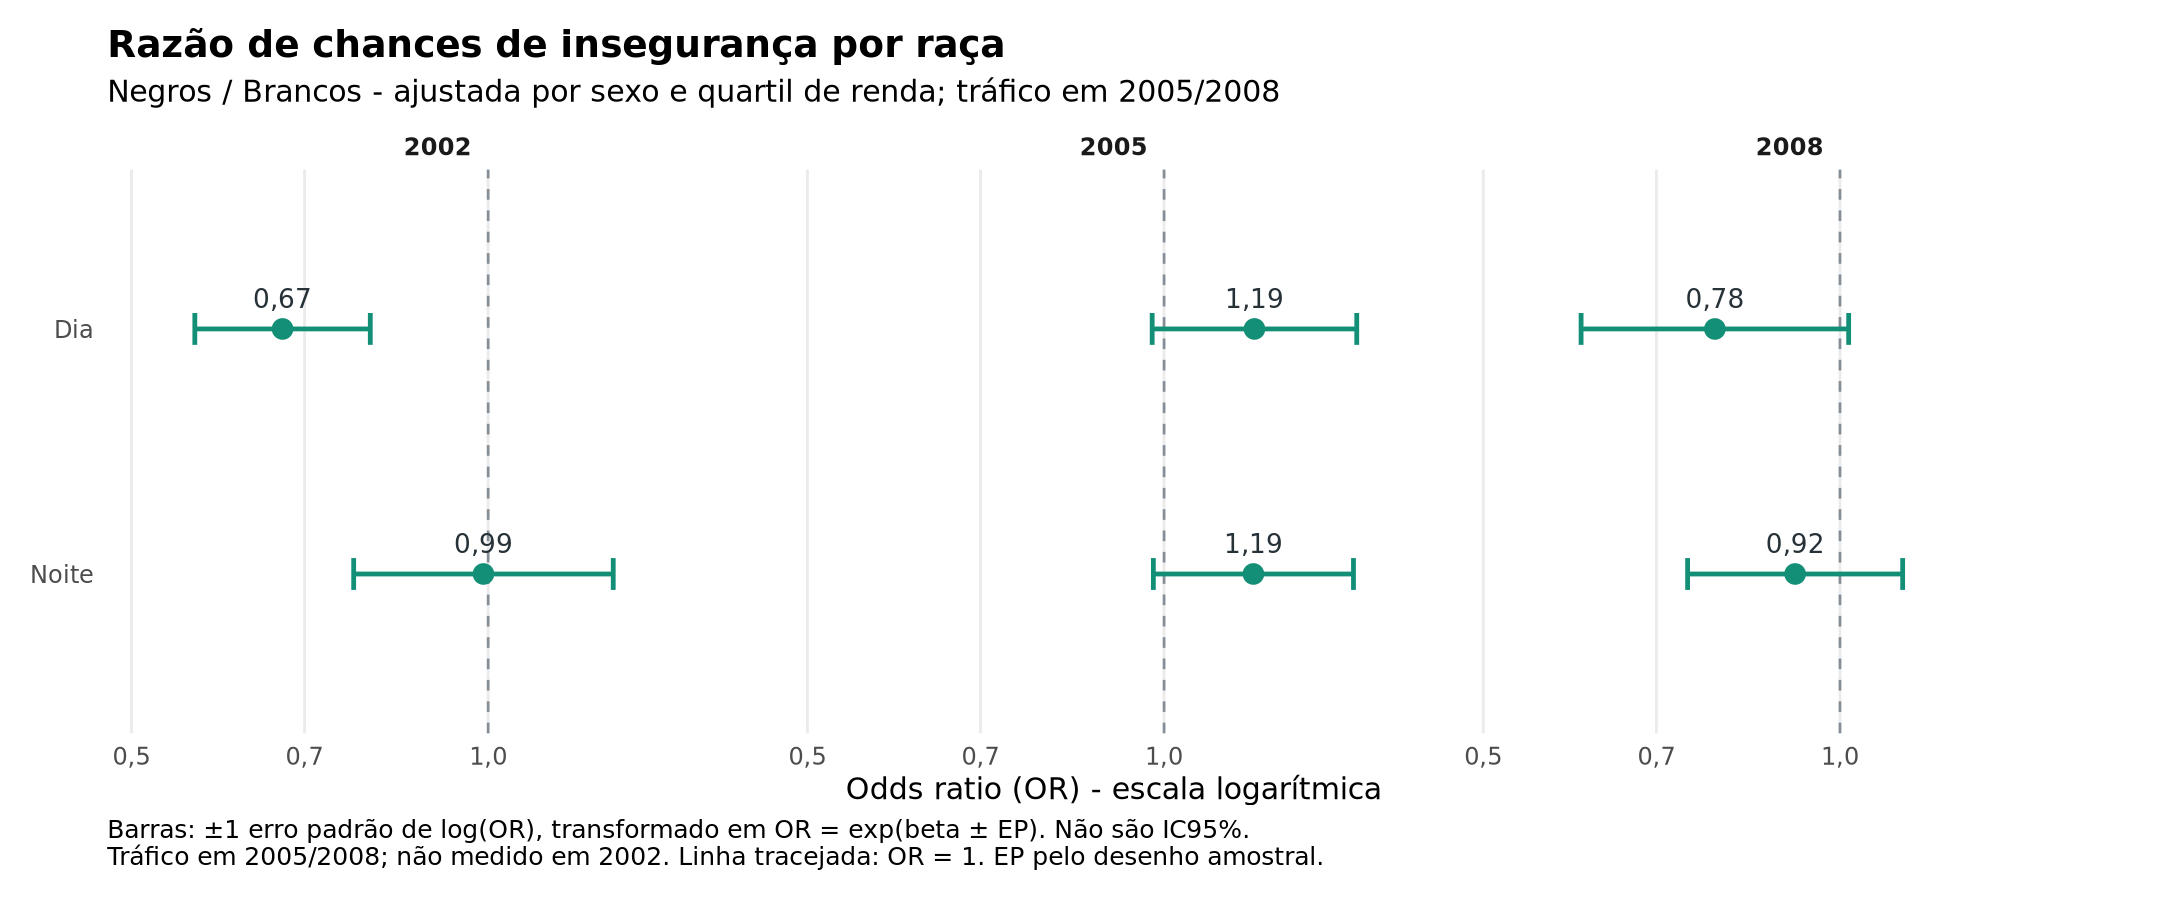 Razão de chances de insegurança por raça
Negros / Brancos - ajustada por sexo e quartil de renda; tráfico em 2005/2008
2002 2005 2008
0,67 1,19 0,78
Dia
0,99 1,19 0,92
Noite
0,5 0,7 1,0 0,5 0,7 1,0 0,5 0,7 1,0
Odds ratio (OR) - escala logarítmica
Barras: ±1 erro padrão de log(OR), transformado em OR = exp(beta ± EP). Não são IC95%.
Tráfico em 2005/2008; não medido em 2002. Linha tracejada: OR = 1. EP pelo desenho amostral.